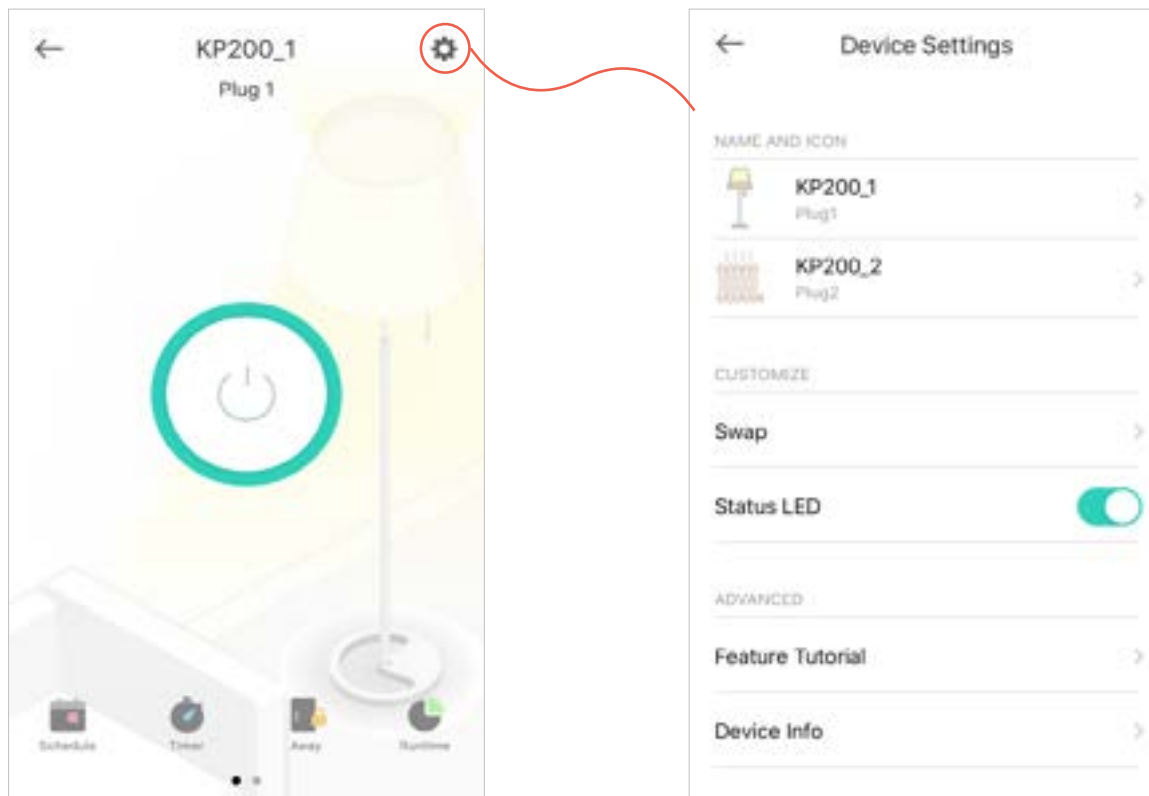 KP200_1
Plug 1
Schedule
Timer
Away
Runtime
Device Settings
NAME AND ICON
KP200_1
Plug1
KP200_2
Plug2
CUSTOMIZE
Swap
Status LED
ADVANCED
Feature Tutorial
Device Info